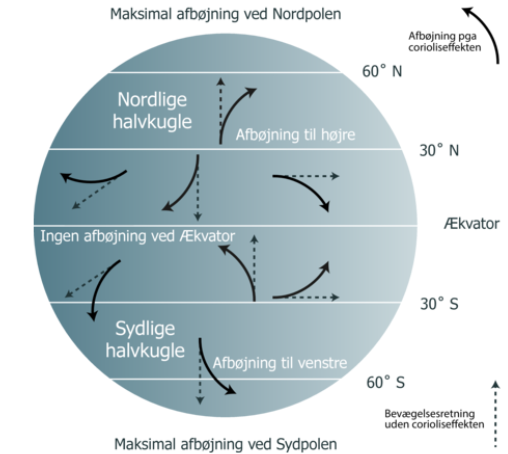 Maksimal afbøjning ved Nordpolen
Afbøjning pga
corioliseffekten
60° N
Nordlige
halvkugle
Afbøjning til højre
30° N
Ækvator
Ingen afbøjning ved Ækvator
30° S
Sydlige
halvkugle
Afbøjning til venstre
60° S
Bevægelsesretning
uden corioliseffekten
Maksimal afbøjning ved Sydpolen